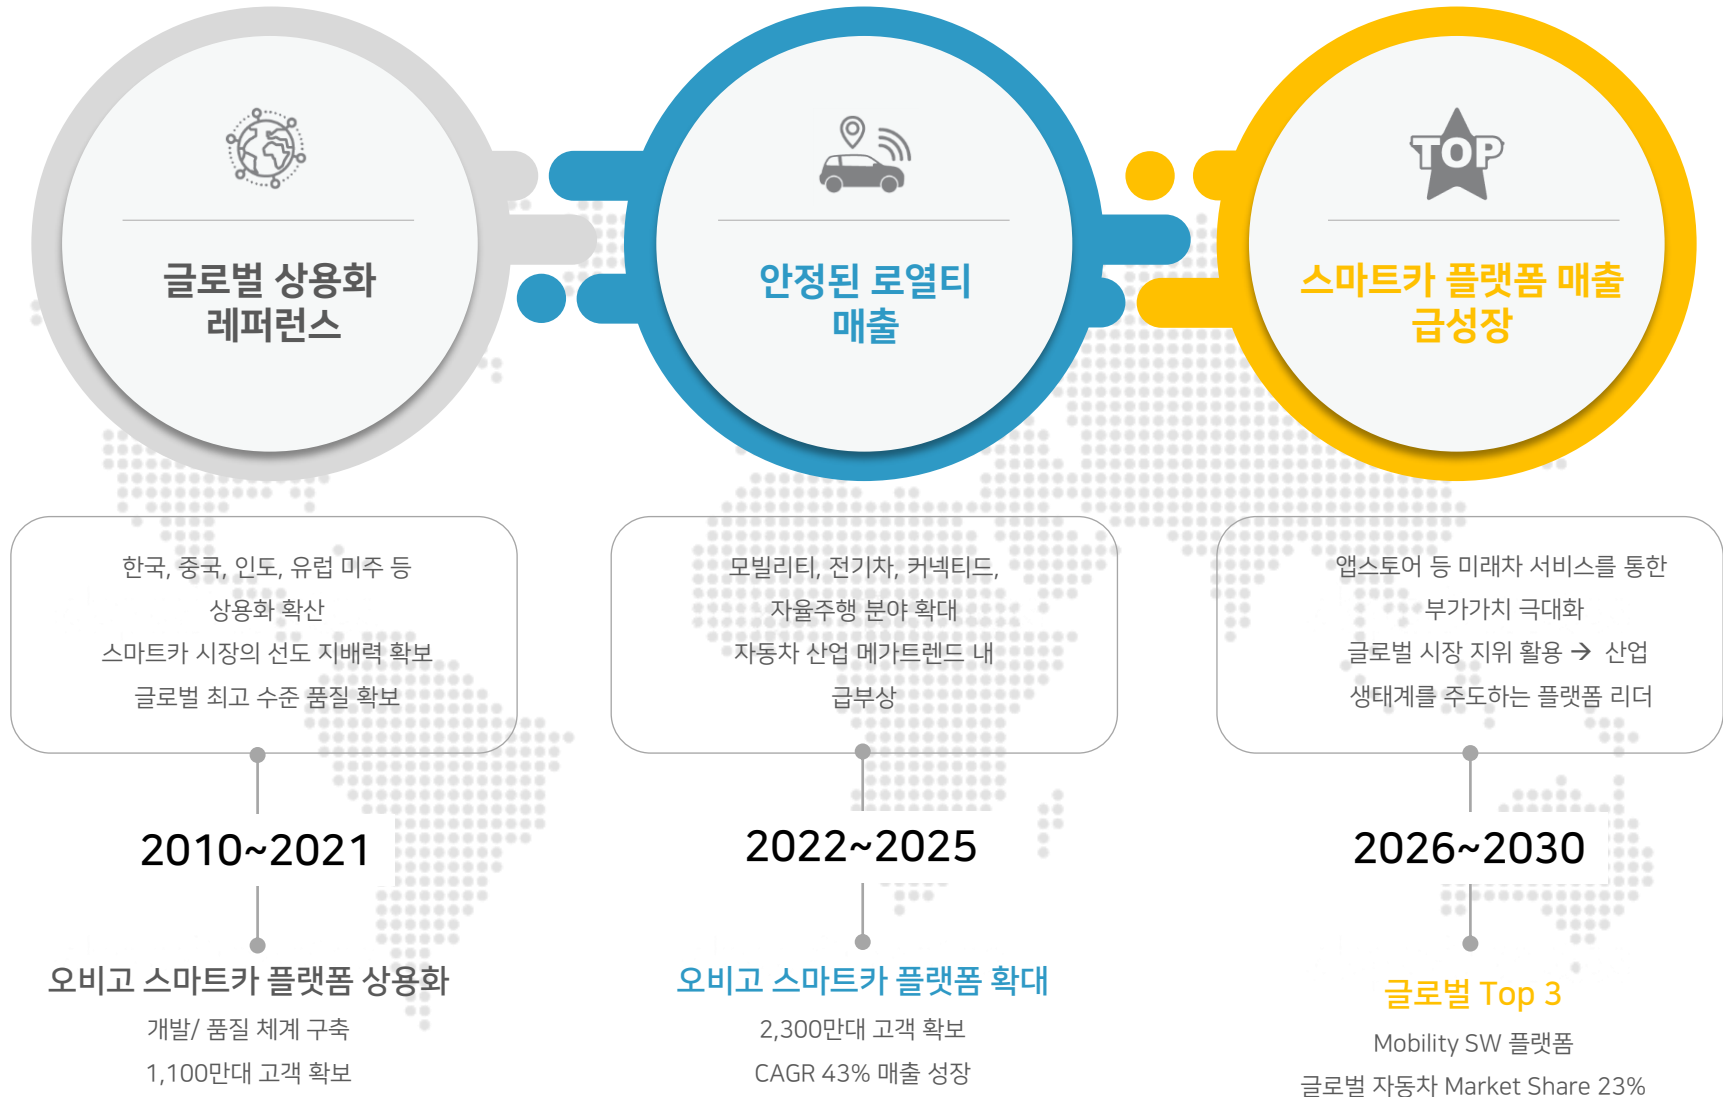 TOP
글로벌 상용화
레퍼런스
한국, 중국, 인도, 유럽 미주 등
상용화 확산
스마트카 시장의 선도 지배력 확보
글로벌 최고 수준 품질 확보
2010~2021
오비고 스마트카 플랫폼 상용화
개발/ 품질 체계 구축
1,100만대 고객 확보
안정된 로열티
매출
모빌리티, 전기차, 커넥티드,
자율주행 분야 확대
자동차 산업 메가트렌드 내
급부상
2022~2025
오비고 스마트카 플랫폼 확대
2,300만대 고객 확보
CAGR 43% 매출 성장
스마트카 플랫폼 매출
급성장
앱스토어 등 미래차 서비스를 통한
부가가치 극대화
글로벌 시장 지위 활용 → 산업
생태계를 주도하는 플랫폼 리더
2026~2030
글로벌 Top 3
Mobility SW 플랫폼
글로벌 자동차 Market Share 23%